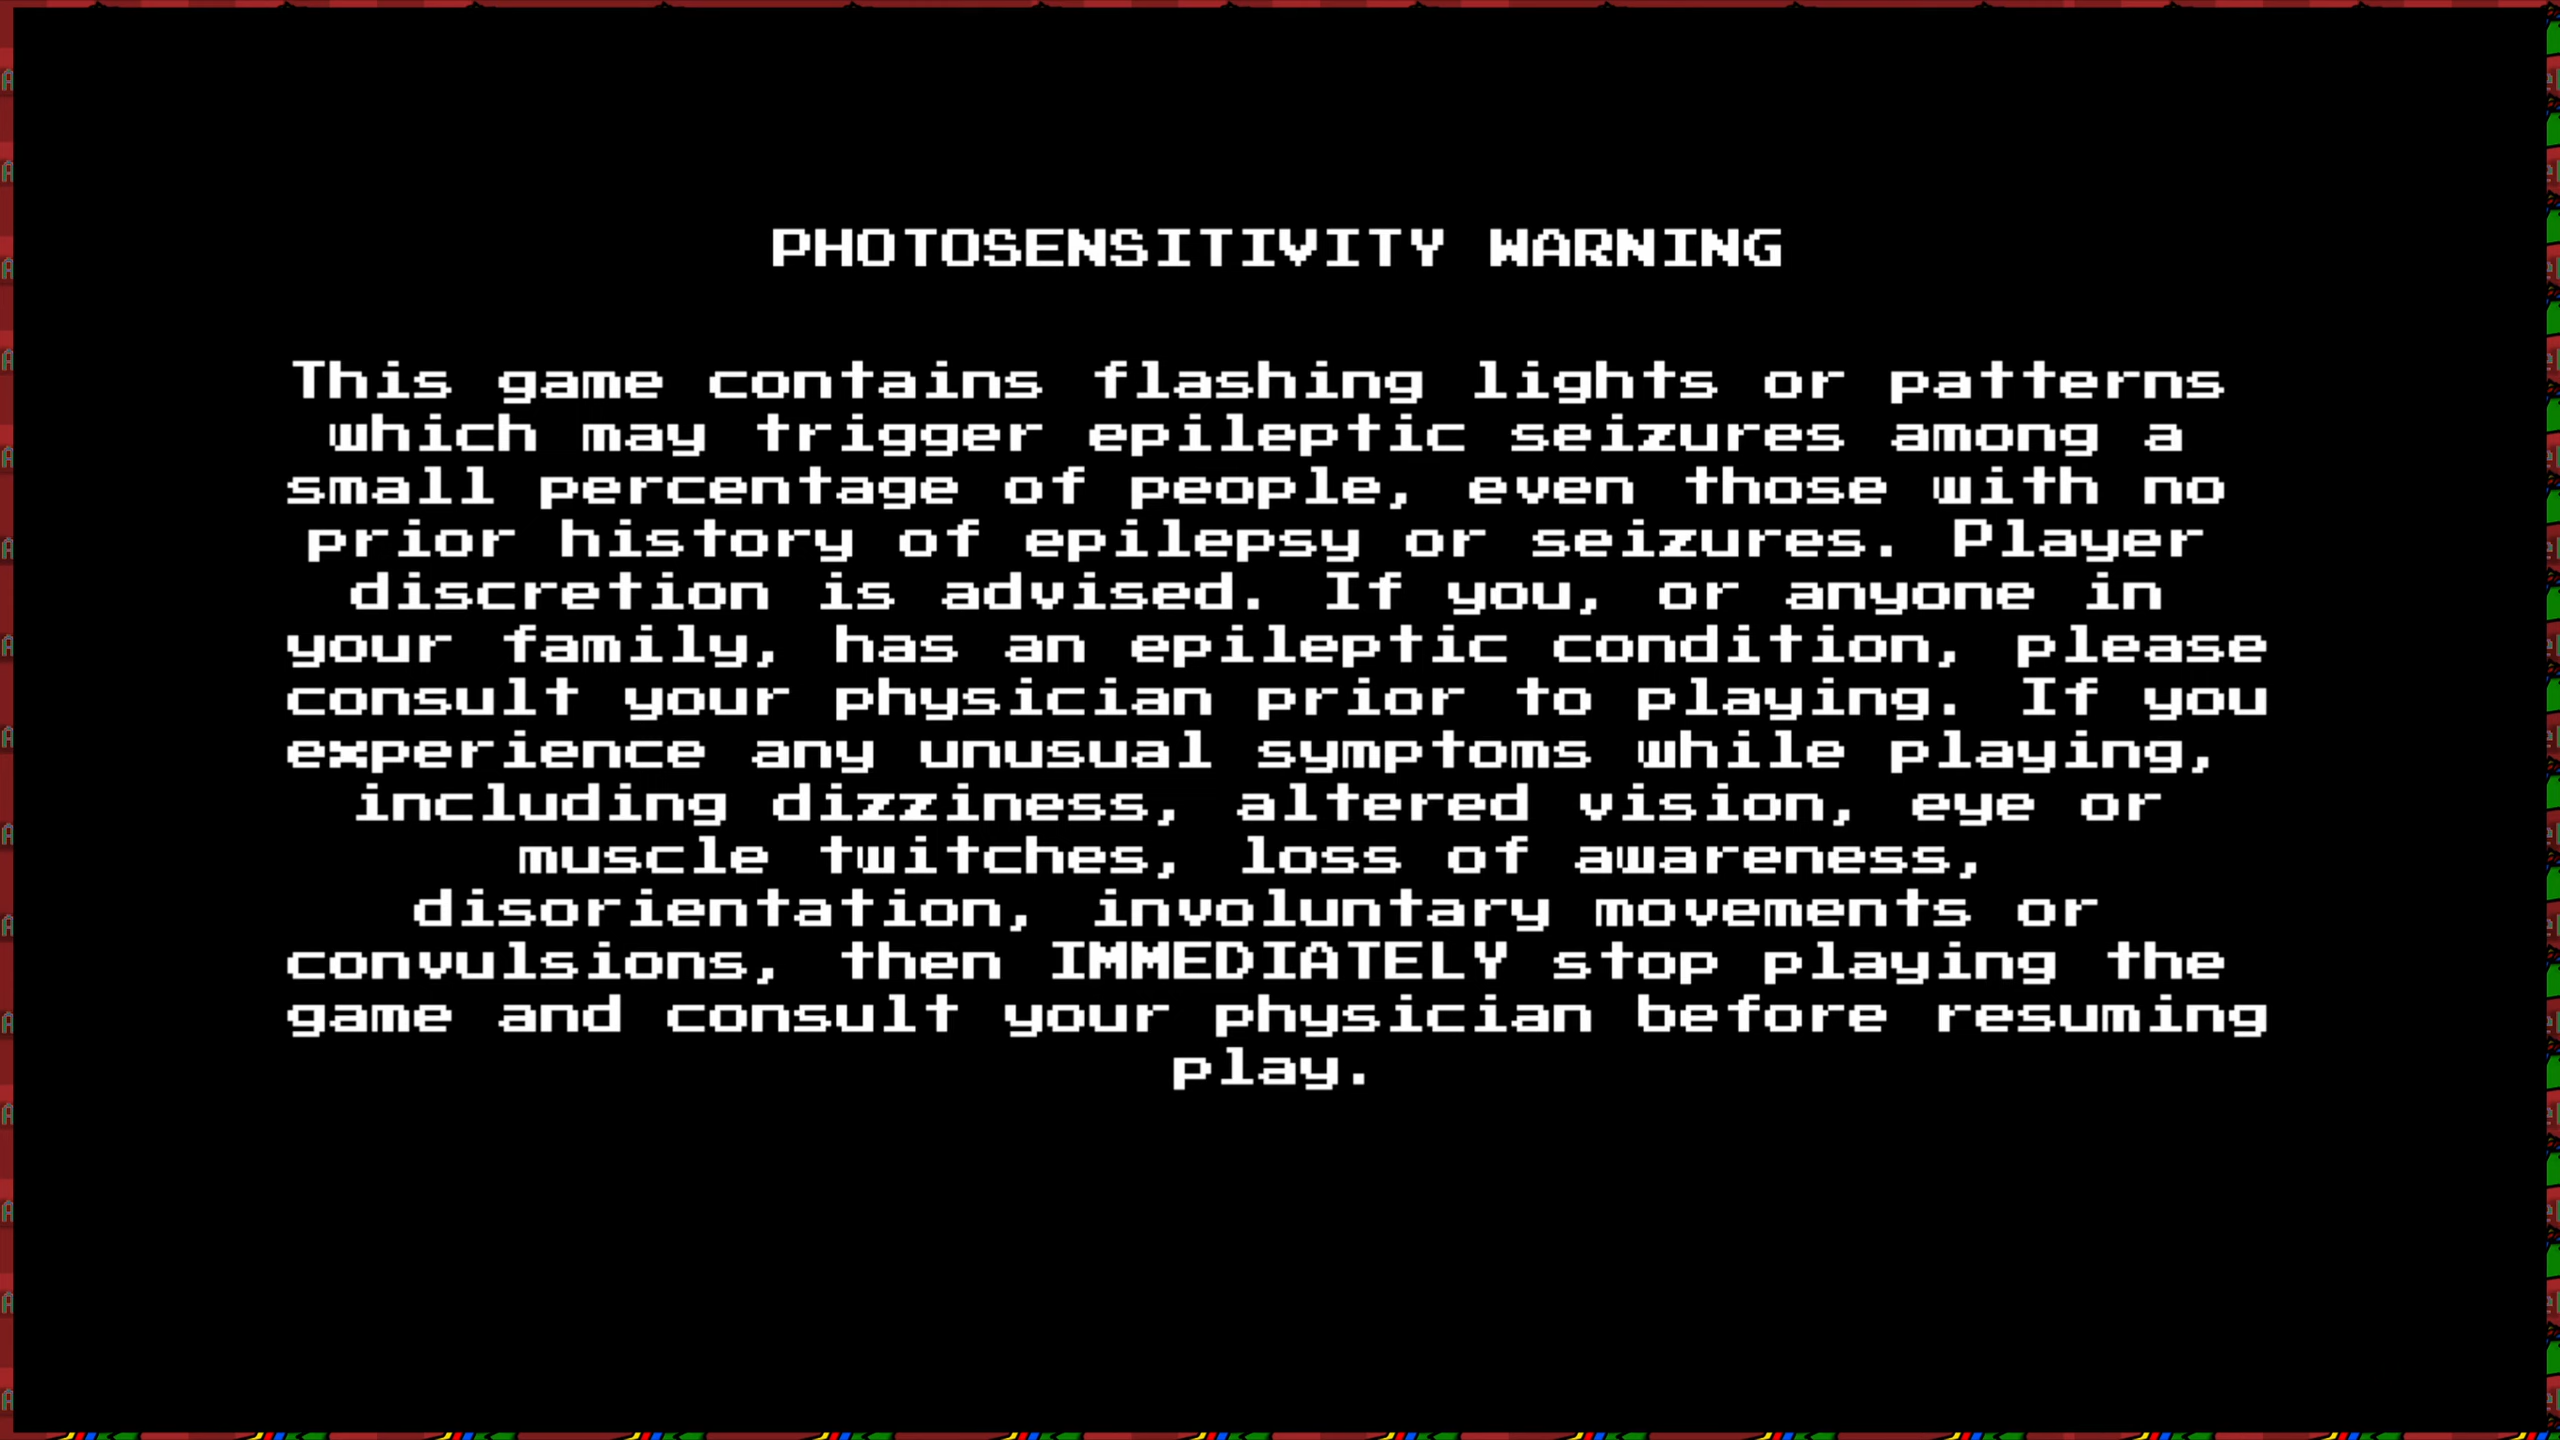 PHOTOSENSITIVITY WARNING
This game contains flashing lights or patterns
which may trigger epileptic seizures among a
small percentage of people, even those with no
prior history of epilepsy or seizures. Player
discretion is advised. If you, or anyone in
your family, has an epileptic condition, please
consult your physician prior to playing. If you
experience any unusual symptoms while playing,
including dizziness, altered vision, eye or
muscle twitches, loss of awareness,
disorientation, involuntary movements or
convulsions, then IMMEDIATELY stop playing the
game and consult your physician before resuming
play.